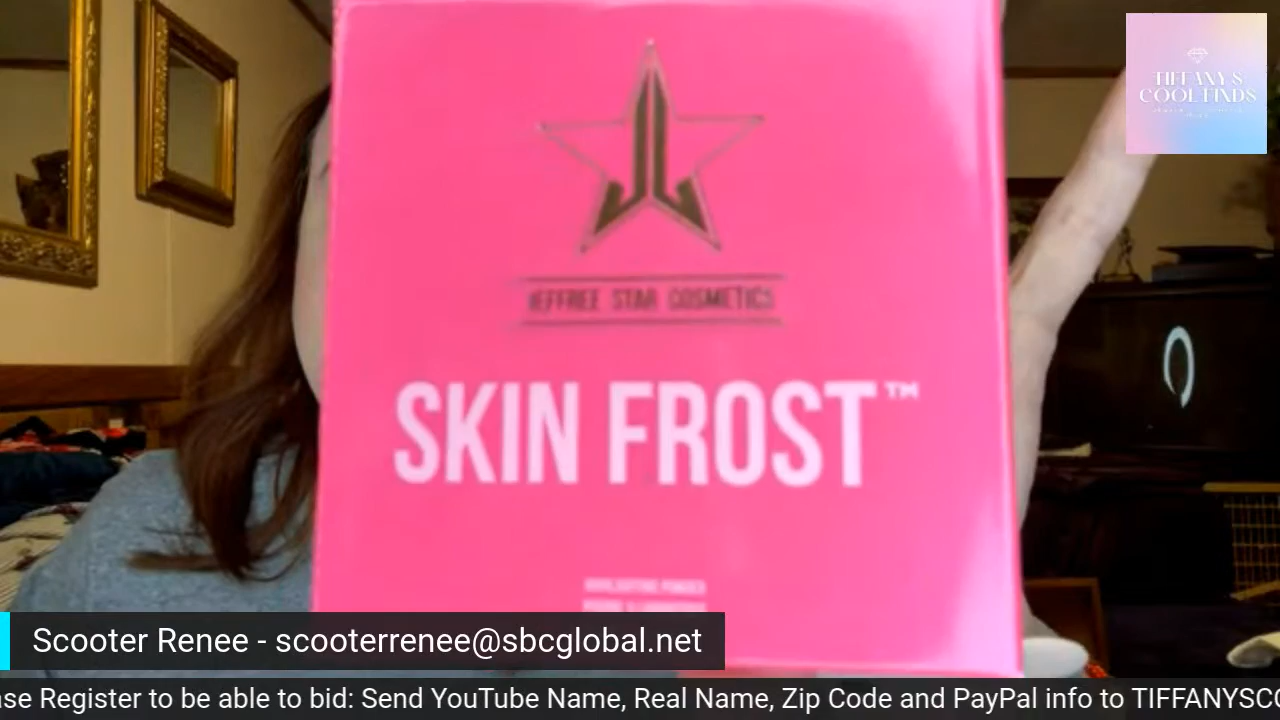 TIFFANY'S
COOL FINDS
JEFFREE STAR COSMETICS
SKIN FROST™
Scooter Renee - scooterrenee@sbcglobal.net
ase Register to be able to bid: Send YouTube Name, Real Name, Zip Code and PayPal info to TIFFANYSCO